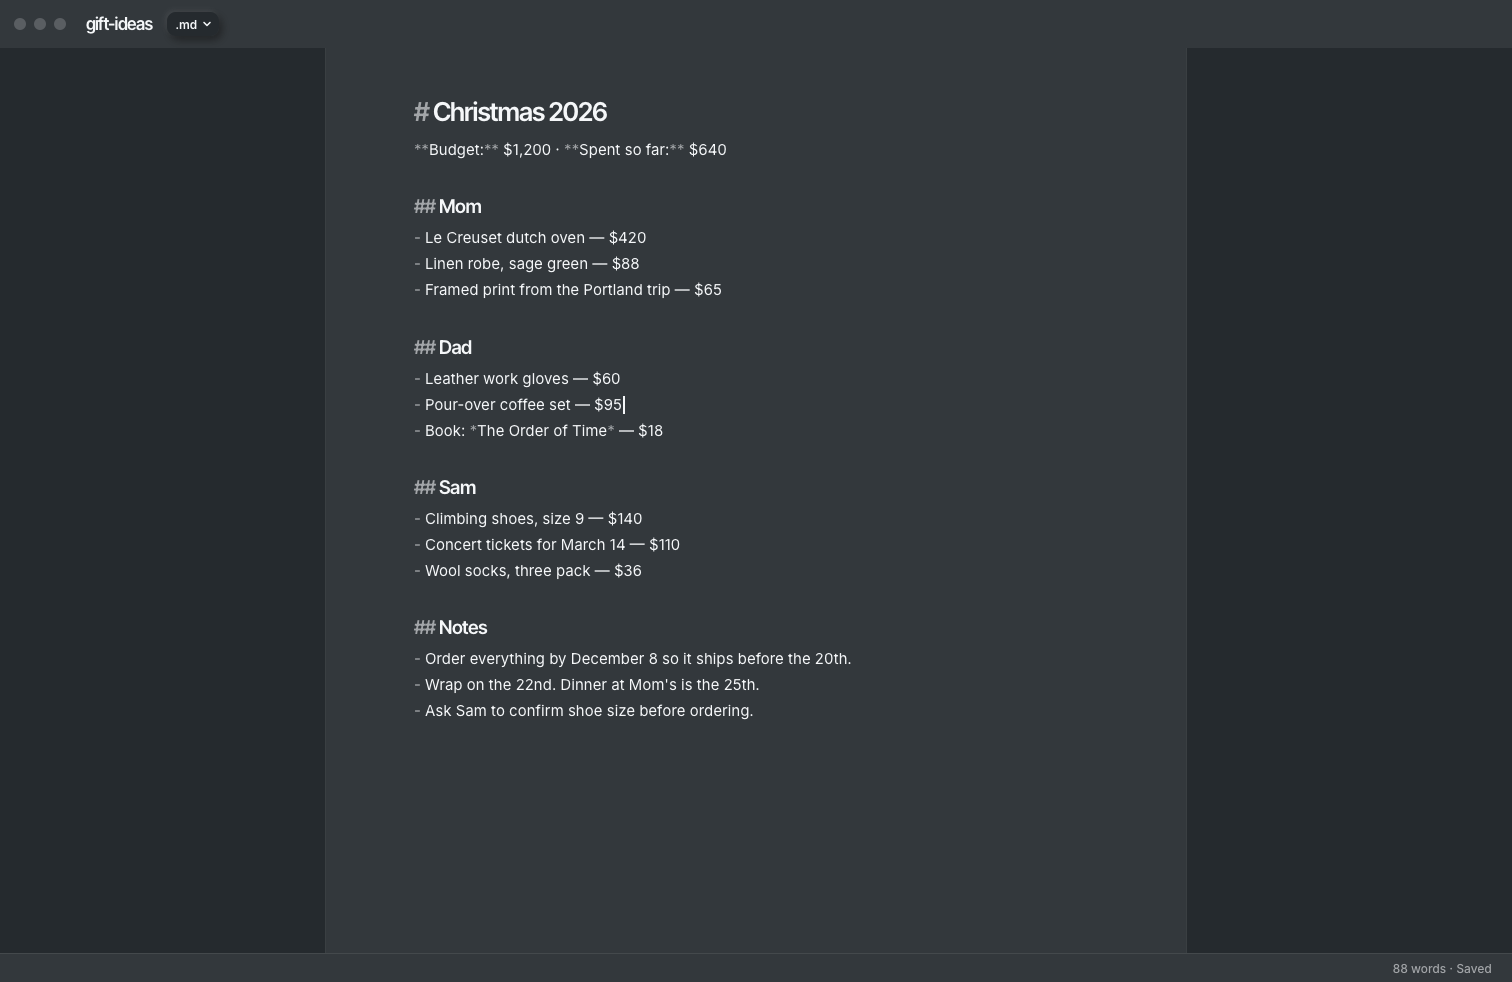 gift-ideas .md
# Christmas 2026
**Budget:** $1,200 · **Spent so far:** $640
## Mom
- Le Creuset dutch oven — $420
- Linen robe, sage green — $88
- Framed print from the Portland trip — $65
## Dad
- Leather work gloves — $60
- Pour-over coffee set — $95
- Book: *The Order of Time* — $18
## Sam
- Climbing shoes, size 9 — $140
- Concert tickets for March 14 — $110
- Wool socks, three pack — $36
## Notes
- Order everything by December 8 so it ships before the 20th.
- Wrap on the 22nd. Dinner at Mom's is the 25th.
- Ask Sam to confirm shoe size before ordering.
88 words · Saved